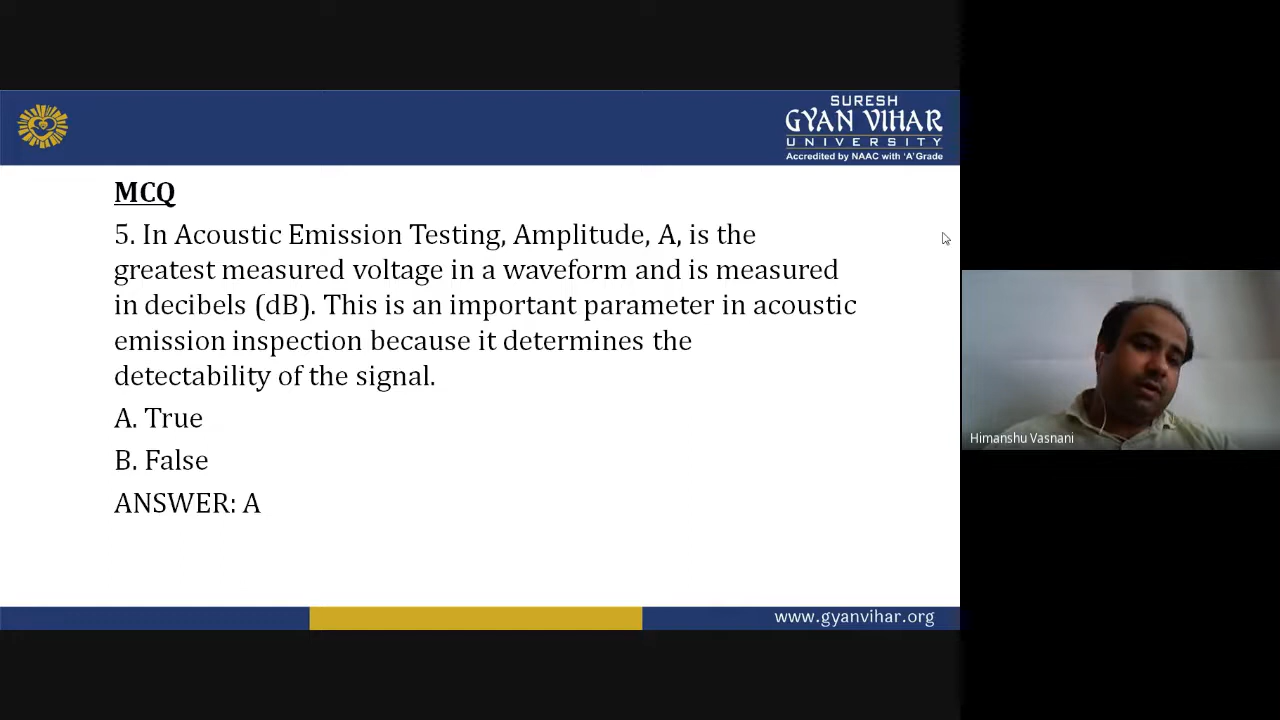 SURESH
GYAN VIHAR
UNIVERSITY
Accredited by NAAC with 'A' Grade
MCQ
5. In Acoustic Emission Testing, Amplitude, A, is the
greatest measured voltage in a waveform and is measured
in decibels (dB). This is an important parameter in acoustic
emission inspection because it determines the
detectability of the signal.
A. True
B. False
ANSWER: A
Himanshu Vasnani
www.gyanvihar.org